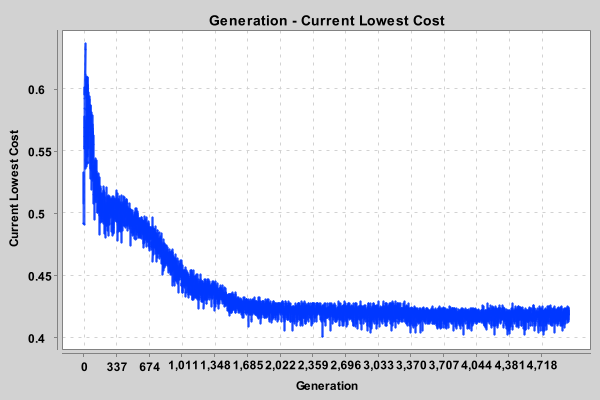 Generation - Current Lowest Cost
Current Lowest Cost
0.6
0.55
0.5
0.45
0.4
0 337 674 1,011 1,348 1,685 2,022 2,359 2,696 3,033 3,370 3,707 4,044 4,381 4,718
Generation